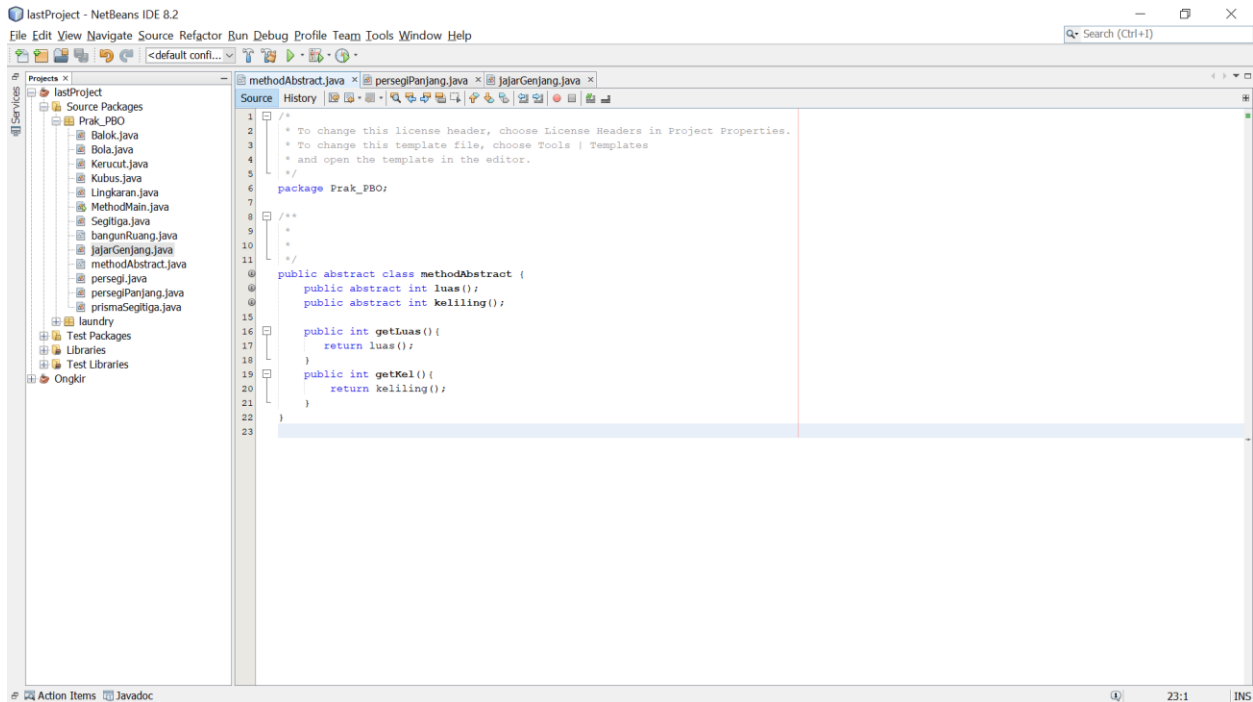 lastProject - NetBeans IDE 8.2
File Edit View Navigate Source Refactor Run Debug Profile Team Tools Window Help
Search (Ctrl+I)
<default confi...
Projects
Services
lastProject
Source Packages
Prak_PBO
Balok.java
Bola.java
Kerucut.java
Kubus.java
Lingkaran.java
MethodMain.java
Segitiga.java
bangunRuang.java
jajarGenjang.java
methodAbstract.java
persegi.java
persegiPanjang.java
prismaSegitiga.java
laundry
Test Packages
Libraries
Test Libraries
Ongkir
methodAbstract.java persegiPanjang.java jajarGenjang.java
Source History
1 /*
2 * To change this license header, choose License Headers in Project Properties.
3 * To change this template file, choose Tools | Templates
4 * and open the template in the editor.
5 */
6 package Prak_PBO;
7
8 /**
9 *
10 *
11 */
public abstract class methodAbstract {
public abstract int luas();
public abstract int keliling();
15
16 public int getLuas(){
17 return luas();
18 }
19 public int getKel(){
20 return keliling();
21 }
22 }
23
Action Items Javadoc
23:1 INS